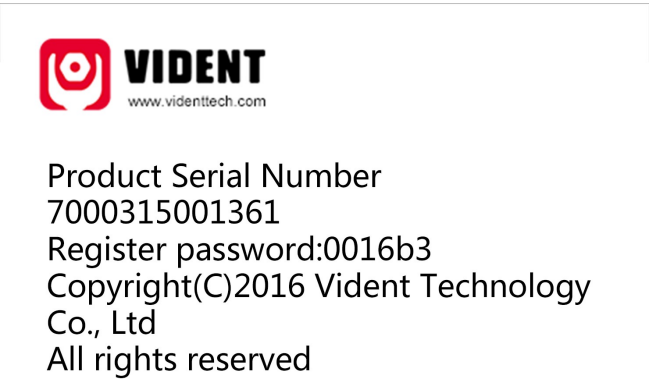 VIDENT
www.videnttech.com
Product Serial Number
7000315001361
Register password:0016b3
Copyright(C)2016 Vident Technology
Co., Ltd
All rights reserved